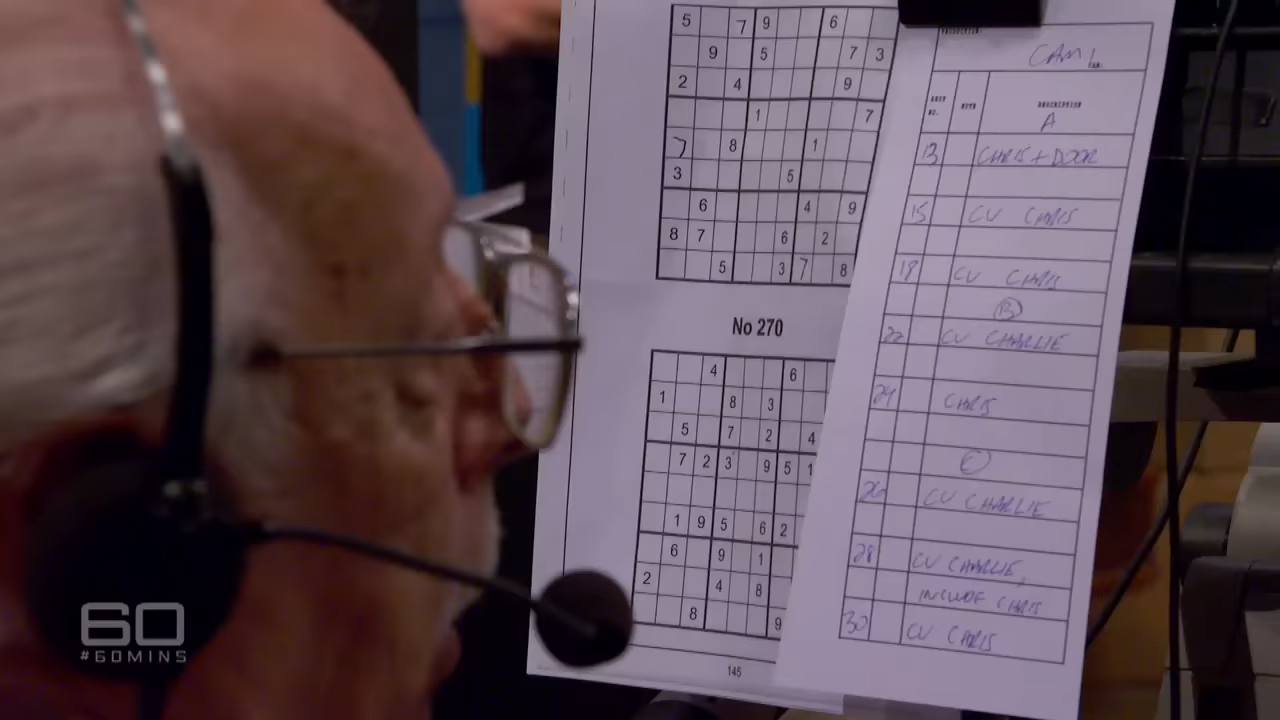 5 7 9 6
9 5 7 3
2 4 9
1 7
7 8 1
3 5
6 4 9
8 7 6 2
5 3 7 8
No 270
4 6
1 8 3
5 7 2 4
7 2 3 9 5 1
1 9 5 6 2
6 9 1
2 4 8
8 9
145
CAM 1
DESCRIPTION
A
13 CHRIS + DOOR
15 CU CHRIS
18 CU CHRIS
B
22 CU CHARLIE
24 CHRIS
C
26 CU CHARLIE
28 CU CHARLIE,
INCLUDE CHRIS
30 CU CHRIS
60
#60MINS